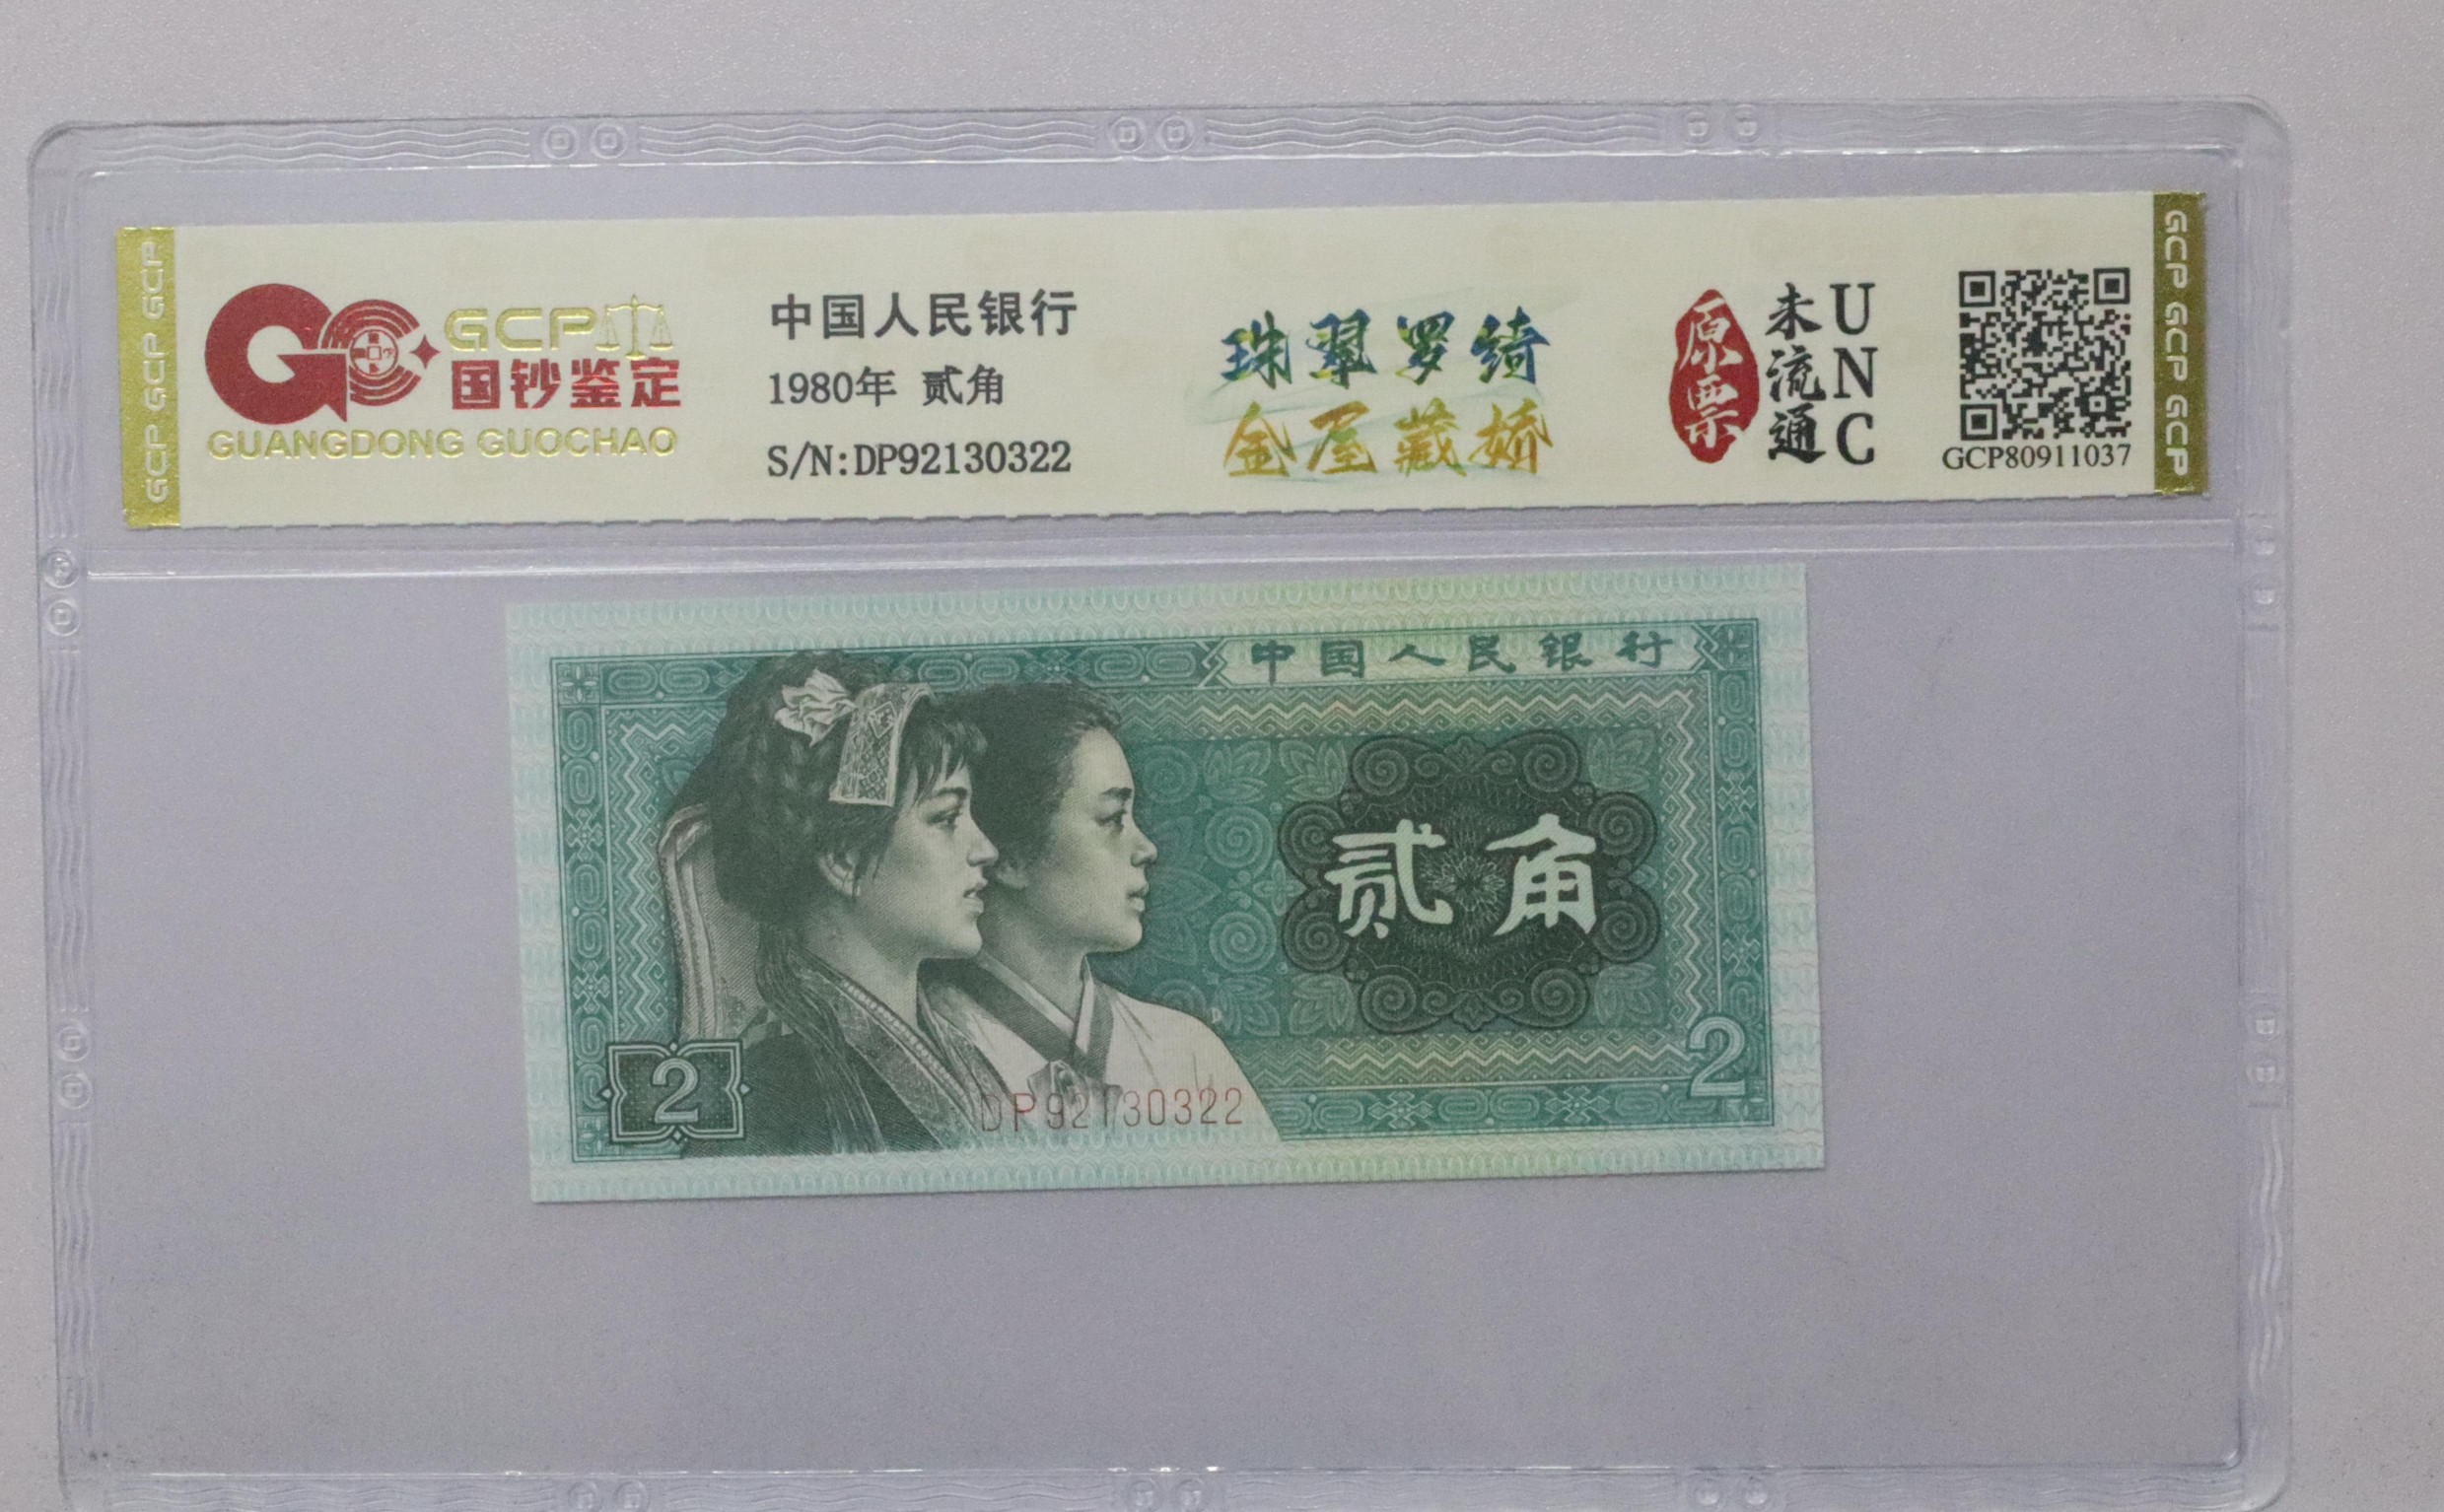 GCP GCP GCP GCP
GCP
国钞鉴定
GUANGDONG GUOCHAO
中国人民银行
1980年 贰角
S/N:DP92130322
珠翠罗绮
金屋藏娇
原票
未流通
UNC
GCP80911037
GCP GCP GCP GCP
中国人民银行
贰角
2
2
DP92130322